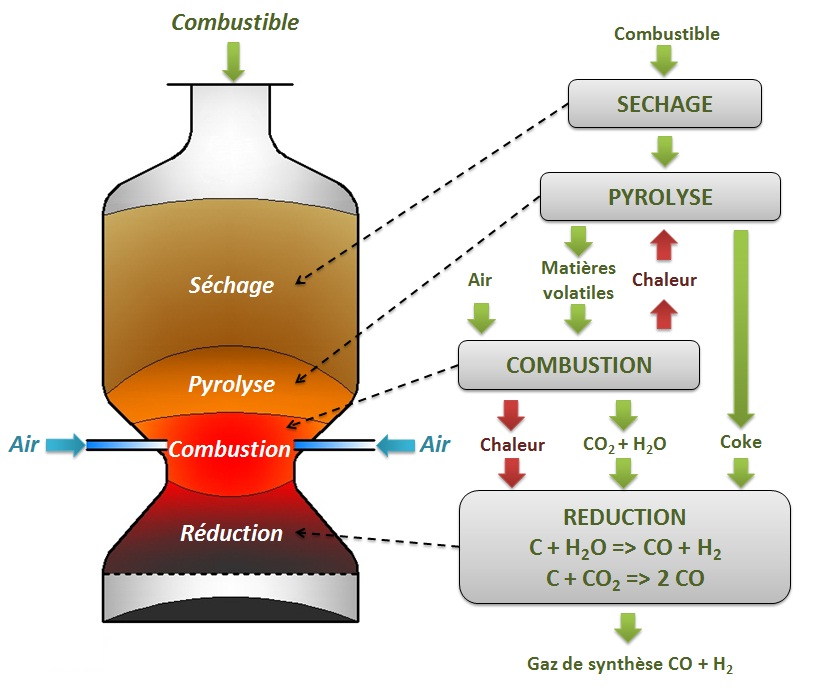 Combustible
Séchage
Pyrolyse
Air
Combustion
Air
Réduction
Combustible
SECHAGE
PYROLYSE
Air
Matières
volatiles
Chaleur
COMBUSTION
Chaleur
CO₂ + H₂O
Coke
REDUCTION
C + H₂O => CO + H₂
C + CO₂ => 2 CO
Gaz de synthèse CO + H₂